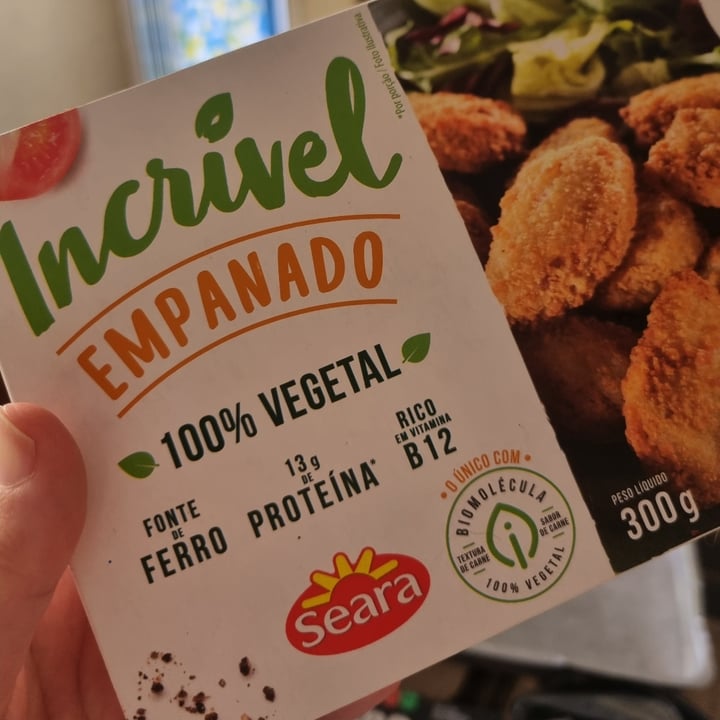 *Por porção / Foto Ilustrativa
Incrível
EMPANADO
100% VEGETAL
FONTE
DE
FERRO
13g
DE
PROTEÍNA*
RICO
EM VITAMINA
B12
• O ÚNICO COM •
BIOMOLÉCULA
TEXTURA
DE CARNE
SABOR
DE CARNE
100% VEGETAL
Seara
PESO LÍQUIDO
300g